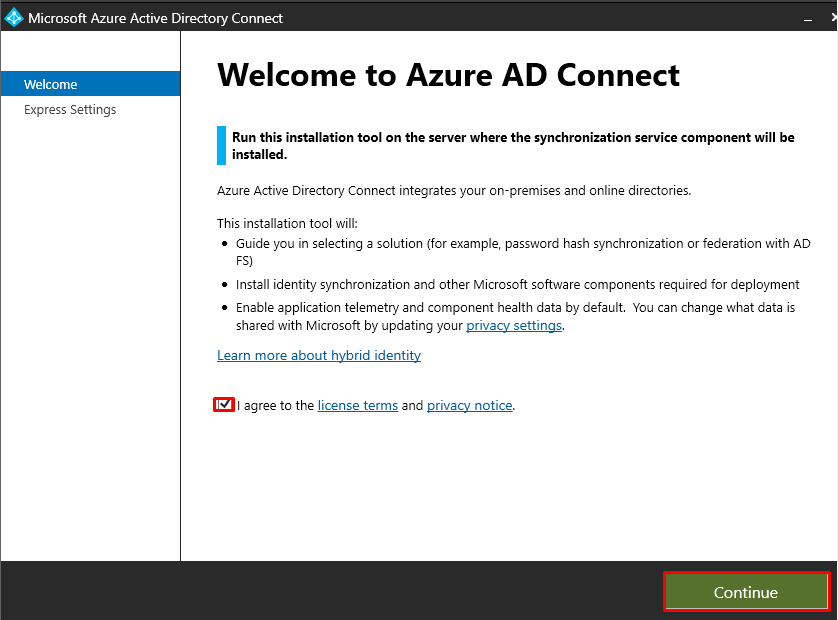 Microsoft Azure Active Directory Connect
Welcome
Express Settings
Welcome to Azure AD Connect
Run this installation tool on the server where the synchronization service component will be
installed.
Azure Active Directory Connect integrates your on-premises and online directories.
This installation tool will:
• Guide you in selecting a solution (for example, password hash synchronization or federation with AD
FS)
• Install identity synchronization and other Microsoft software components required for deployment
• Enable application telemetry and component health data by default.  You can change what data is
shared with Microsoft by updating your privacy settings.
Learn more about hybrid identity
I agree to the license terms and privacy notice.
Continue